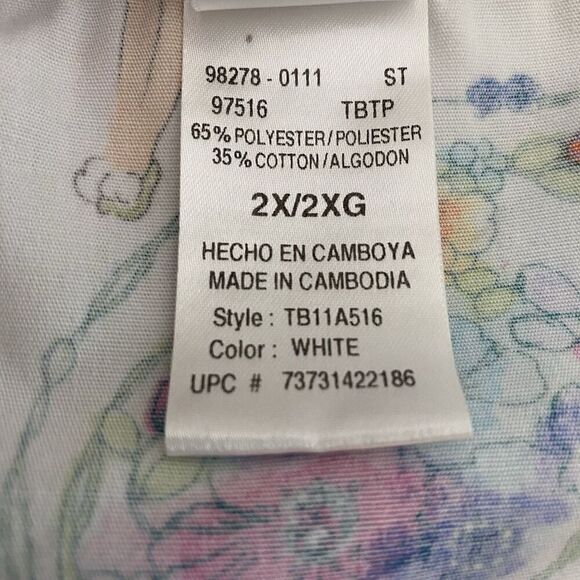 98278 - 0111 ST
97516 TBTP
65% POLYESTER/POLIESTER
35% COTTON/ALGODON
2X/2XG
HECHO EN CAMBOYA
MADE IN CAMBODIA
Style : TB11A516
Color : WHITE
UPC # 73731422186